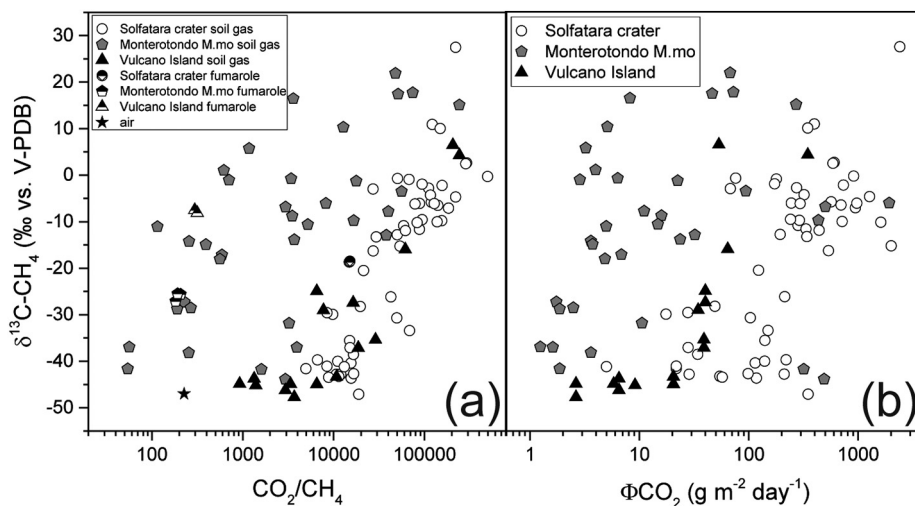 Solfatara crater soil gas
Monterotondo M.mo soil gas
Vulcano Island soil gas
Solfatara crater fumarole
Monterotondo M.mo fumarole
Vulcano Island fumarole
air
(a)
δ¹³C-CH₄ (‰ vs. V-PDB)
30
20
10
0
-10
-20
-30
-40
-50
100 1000 10000 100000
CO₂/CH₄
Solfatara crater
Monterotondo M.mo
Vulcano Island
(b)
1 10 100 1000
ΦCO₂ (g m⁻² day⁻¹)